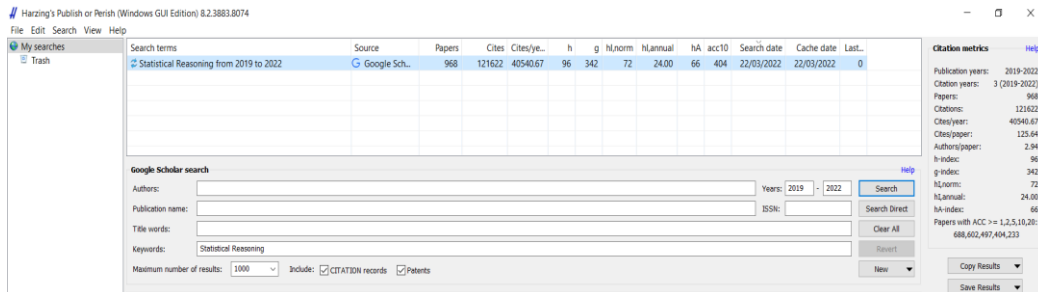 Harzing's Publish or Perish (Windows GUI Edition) 8.2.3883.8074
File Edit Search View Help
My searches
Trash
Search terms Source Papers Cites Cites/ye... h g hI,norm hI,annual hA acc10 Search date Cache date Last...
Statistical Reasoning from 2019 to 2022 Google Sch... 968 121622 40540.67 96 342 72 24.00 66 404 22/03/2022 22/03/2022 0
Google Scholar search Help
Authors: Years: 2019 - 2022 Search
Publication name: ISSN: Search Direct
Title words: Clear All
Keywords: Statistical Reasoning Revert
Maximum number of results: 1000 Include: CITATION records Patents New
Citation metrics Help
Publication years: 2019-2022
Citation years: 3 (2019-2022)
Papers: 968
Citations: 121622
Cites/year: 40540.67
Cites/paper: 125.64
Authors/paper: 2.94
h-index: 96
g-index: 342
hI,norm: 72
hI,annual: 24.00
hA-index: 66
Papers with ACC >= 1,2,5,10,20:
688,602,497,404,233
Copy Results
Save Results